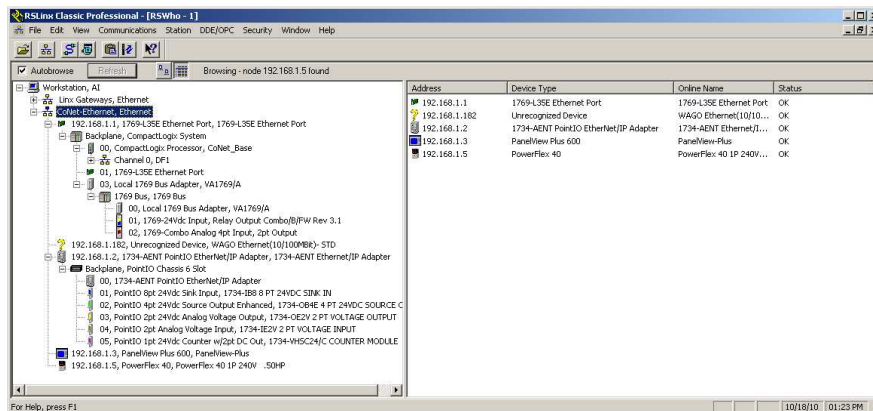 RSLinx Classic Professional - [RSWho - 1]
File Edit View Communications Station DDE/OPC Security Window Help
Autobrowse Refresh Browsing - node 192.168.1.5 found
Workstation, AI
Linx Gateways, Ethernet
CoNet-Ethernet, Ethernet
192.168.1.1, 1769-L35E Ethernet Port, 1769-L35E Ethernet Port
Backplane, CompactLogix System
00, CompactLogix Processor, CoNet_Base
Channel 0, DF1
01, 1769-L35E Ethernet Port
03, Local 1769 Bus Adapter, VA1769/A
1769 Bus, 1769 Bus
00, Local 1769 Bus Adapter, VA1769/A
01, 1769-24Vdc Input, Relay Output Combo/B/FW Rev 3.1
02, 1769-Combo Analog 4pt Input, 2pt Output
192.168.1.182, Unrecognized Device, WAGO Ethernet(10/100MBit)- STD
192.168.1.2, 1734-AENT PointIO EtherNet/IP Adapter, 1734-AENT Ethernet/IP Adapter
Backplane, PointIO Chassis 6 Slot
00, 1734-AENT PointIO EtherNet/IP Adapter
01, PointIO 8pt 24Vdc Sink Input, 1734-IB8 8 PT 24VDC SINK IN
02, PointIO 4pt 24Vdc Source Output Enhanced, 1734-OB4E 4 PT 24VDC SOURCE C
03, PointIO 2pt 24Vdc Analog Voltage Output, 1734-OE2V 2 PT VOLTAGE OUTPUT
04, PointIO 2pt Analog Voltage Input, 1734-IE2V 2 PT VOLTAGE INPUT
05, PointIO 1pt 24Vdc Counter w/2pt DC Out, 1734-VHSC24/C COUNTER MODULE
192.168.1.3, PanelView Plus 600, PanelView-Plus
192.168.1.5, PowerFlex 40, PowerFlex 40 1P 240V .50HP
Address Device Type Online Name Status
192.168.1.1 1769-L35E Ethernet Port 1769-L35E Ethernet Port OK
192.168.1.182 Unrecognized Device WAGO Ethernet(10/10... OK
192.168.1.2 1734-AENT PointIO EtherNet/IP Adapter 1734-AENT Ethernet/I... OK
192.168.1.3 PanelView Plus 600 PanelView-Plus OK
192.168.1.5 PowerFlex 40 PowerFlex 40 1P 240V... OK
For Help, press F1 10/18/10 01:23 PM